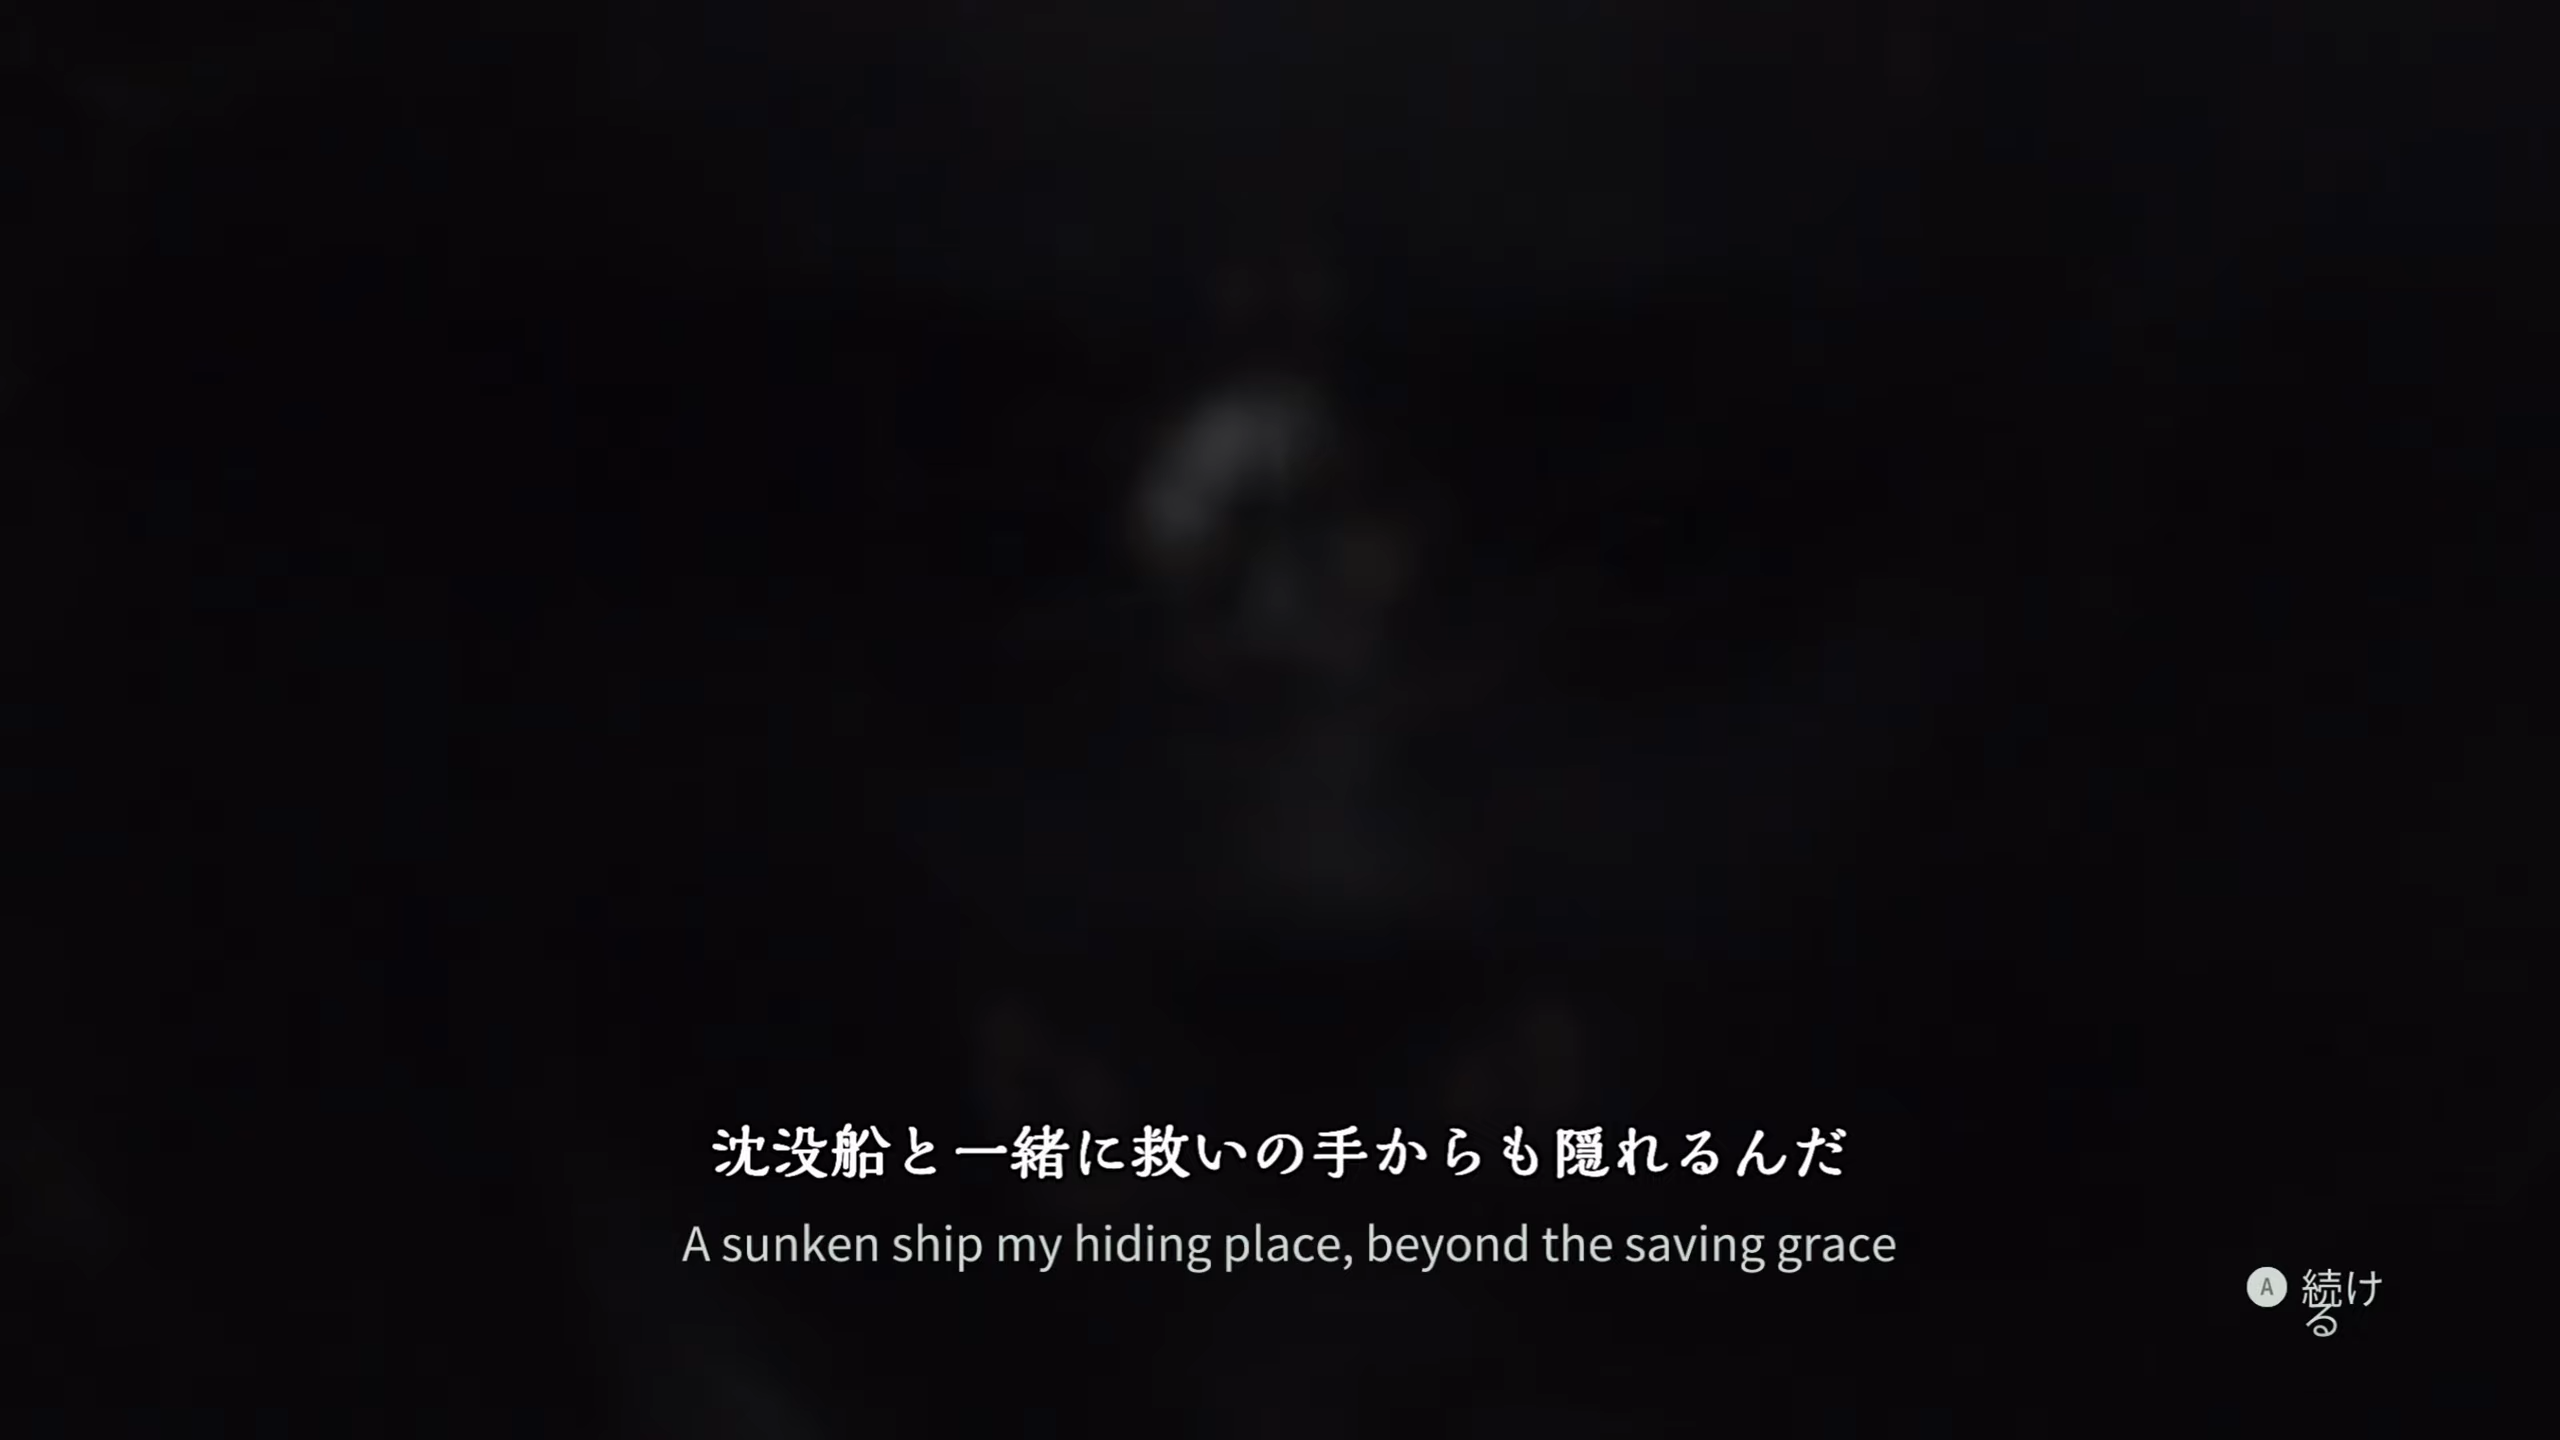 沈没船と一緒に救いの手からも隠れるんだ
A sunken ship my hiding place, beyond the saving grace
A 続け
る